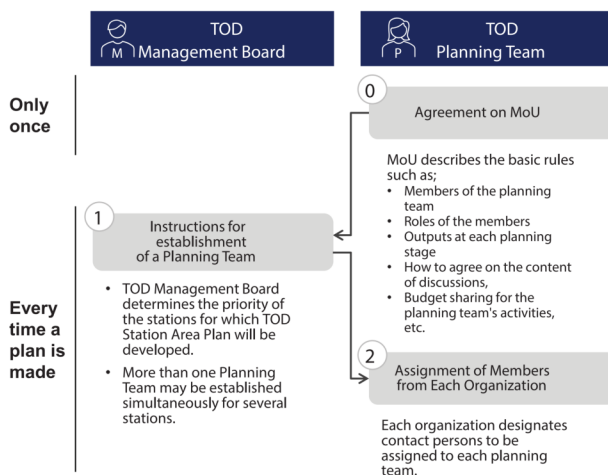 TOD
M Management Board
TOD
P Planning Team
Only
once
0
Agreement on MoU
MoU describes the basic rules
such as;
• Members of the planning
team
• Roles of the members
• Outputs at each planning
stage
• How to agree on the content
of discussions,
• Budget sharing for the
planning team's activities,
etc.
Every
time a
plan is
made
1
Instructions for
establishment
of a Planning Team
• TOD Management Board
determines the priority of
the stations for which TOD
Station Area Plan will be
developed.
• More than one Planning
Team may be established
simultaneously for several
stations.
2
Assignment of Members
from Each Organization
Each organization designates
contact persons to be
assigned to each planning
team.